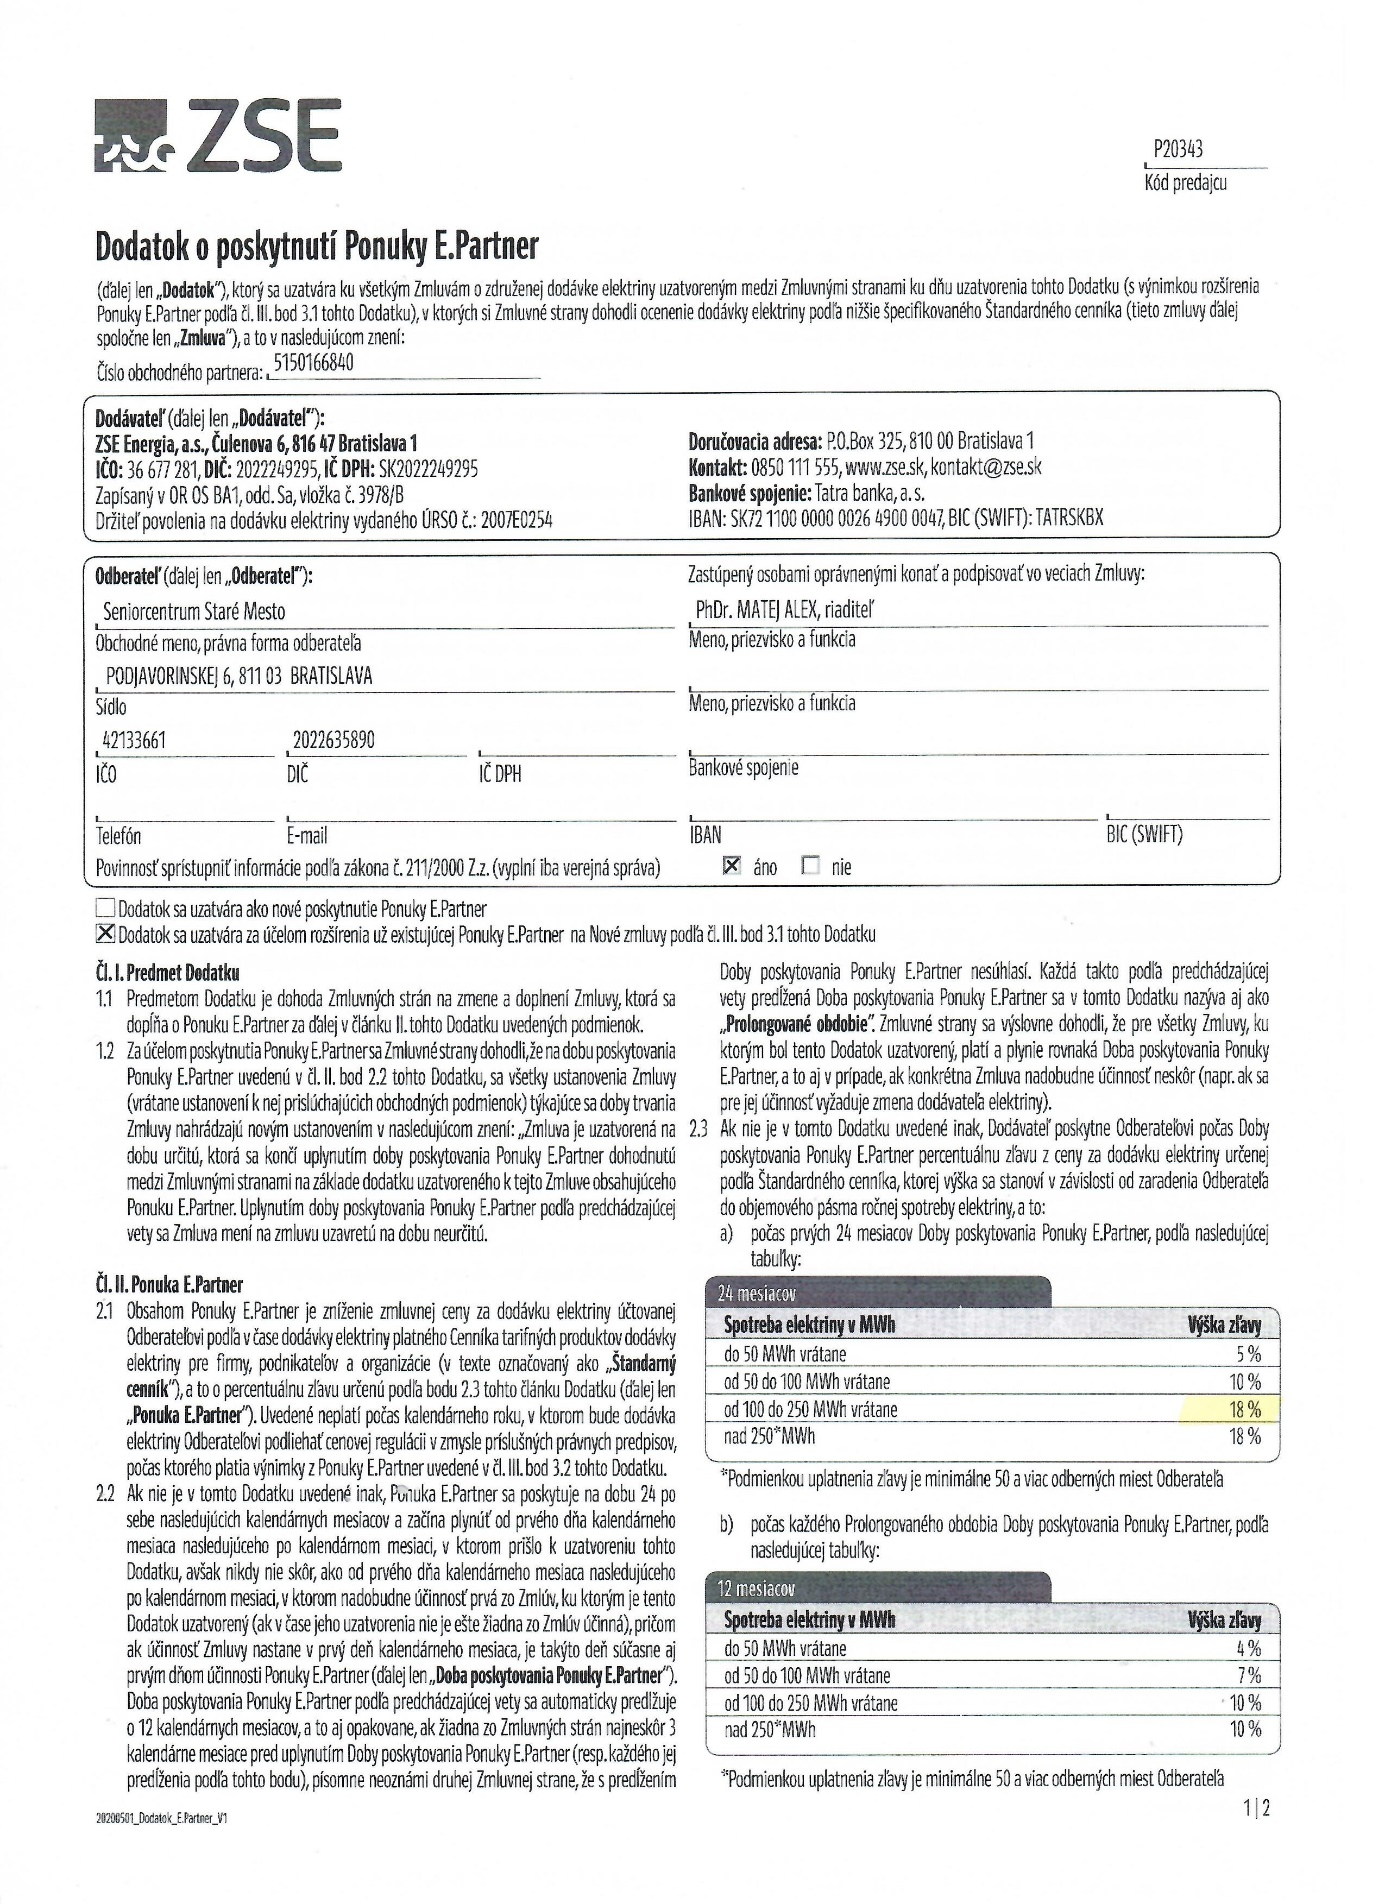 ZSE
P20343
Kód predajcu
Dodatok o poskytnutí Ponuky E.Partner
(ďalej len „Dodatok"), ktorý sa uzatvára ku všetkým Zmluvám o združenej dodávke elektriny uzatvoreným medzi Zmluvnými stranami ku dňu uzatvorenia tohto Dodatku (s výnimkou rozšírenia
Ponuky E.Partner podľa čl. III. bod 3.1 tohto Dodatku), v ktorých si Zmluvné strany dohodli ocenenie dodávky elektriny podľa nižšie špecifikovaného Štandardného cenníka (tieto zmluvy ďalej
spoločne len „Zmluva"), a to v nasledujúcom znení:
Číslo obchodného partnera: 5150166840
Dodávateľ (ďalej len „Dodávateľ"):
ZSE Energia, a.s., Čulenova 6, 816 47 Bratislava 1
IČO: 36 677 281, DIČ: 2022249295, IČ DPH: SK2022249295
Zapísaný v OR OS BA1, odd. Sa, vložka č. 3978/B
Držiteľ povolenia na dodávku elektriny vydaného ÚRSO č.: 2007E0254
Doručovacia adresa: P.O.Box 325, 810 00 Bratislava 1
Kontakt: 0850 111 555, www.zse.sk, kontakt@zse.sk
Bankové spojenie: Tatra banka, a. s.
IBAN: SK72 1100 0000 0026 4900 0047, BIC (SWIFT): TATRSKBX
Odberateľ (ďalej len „Odberateľ"):
Seniorcentrum Staré Mesto
Obchodné meno, právna forma odberateľa
PODJAVORINSKEJ 6, 811 03 BRATISLAVA
Sídlo
42133661 2022635890
IČO DIČ IČ DPH
Telefón E-mail
Zastúpený osobami oprávnenými konať a podpisovať vo veciach Zmluvy:
PhDr. MATEJ ALEX, riaditeľ
Meno, priezvisko a funkcia
Meno, priezvisko a funkcia
Bankové spojenie
IBAN BIC (SWIFT)
Povinnosť sprístupniť informácie podľa zákona č. 211/2000 Z.z. (vyplní iba verejná správa) ☒ áno ☐ nie
☐ Dodatok sa uzatvára ako nové poskytnutie Ponuky E.Partner
☒ Dodatok sa uzatvára za účelom rozšírenia už existujúcej Ponuky E.Partner na Nové zmluvy podľa čl. III. bod 3.1 tohto Dodatku
Čl. I. Predmet Dodatku
1.1 Predmetom Dodatku je dohoda Zmluvných strán na zmene a doplnení Zmluvy, ktorá sa
dopĺňa o Ponuku E.Partner za ďalej v článku II. tohto Dodatku uvedených podmienok.
1.2 Za účelom poskytnutia Ponuky E.Partner sa Zmluvné strany dohodli, že na dobu poskytovania
Ponuky E.Partner uvedenú v čl. II. bod 2.2 tohto Dodatku, sa všetky ustanovenia Zmluvy
(vrátane ustanovení k nej prislúchajúcich obchodných podmienok) týkajúce sa doby trvania
Zmluvy nahrádzajú novým ustanovením v nasledujúcom znení: „Zmluva je uzatvorená na
dobu určitú, ktorá sa končí uplynutím doby poskytovania Ponuky E.Partner dohodnutú
medzi Zmluvnými stranami na základe dodatku uzatvoreného k tejto Zmluve obsahujúceho
Ponuku E.Partner. Uplynutím doby poskytovania Ponuky E.Partner podľa predchádzajúcej
vety sa Zmluva mení na zmluvu uzavretú na dobu neurčitú.
Čl. II. Ponuka E.Partner
2.1 Obsahom Ponuky E.Partner je zníženie zmluvnej ceny za dodávku elektriny účtovanej
Odberateľovi podľa v čase dodávky elektriny platného Cenníka tarifných produktov dodávky
elektriny pre firmy, podnikateľov a organizácie (v texte označovaný ako „Štandarný
cenník"), a to o percentuálnu zľavu určenú podľa bodu 2.3 tohto článku Dodatku (ďalej len
„Ponuka E.Partner"). Uvedené neplatí počas kalendárneho roku, v ktorom bude dodávka
elektriny Odberateľovi podliehať cenovej regulácii v zmysle príslušných právnych predpisov,
počas ktorého platia výnimky z Ponuky E.Partner uvedené v čl. III. bod 3.2 tohto Dodatku.
2.2 Ak nie je v tomto Dodatku uvedené inak, Ponuka E.Partner sa poskytuje na dobu 24 po
sebe nasledujúcich kalendárnych mesiacov a začína plynúť od prvého dňa kalendárneho
mesiaca nasledujúceho po kalendárnom mesiaci, v ktorom prišlo k uzatvoreniu tohto
Dodatku, avšak nikdy nie skôr, ako od prvého dňa kalendárneho mesiaca nasledujúceho
po kalendárnom mesiaci, v ktorom nadobudne účinnosť prvá zo Zmlúv, ku ktorým je tento
Dodatok uzatvorený (ak v čase jeho uzatvorenia nie je ešte žiadna zo Zmlúv účinná), pričom
ak účinnosť Zmluvy nastane v prvý deň kalendárneho mesiaca, je takýto deň súčasne aj
prvým dňom účinnosti Ponuky E.Partner (ďalej len „Doba poskytovania Ponuky E.Partner").
Doba poskytovania Ponuky E.Partner podľa predchádzajúcej vety sa automaticky predlžuje
o 12 kalendárnych mesiacov, a to aj opakovane, ak žiadna zo Zmluvných strán najneskôr 3
kalendárne mesiace pred uplynutím Doby poskytovania Ponuky E.Partner (resp. každého jej
predĺženia podľa tohto bodu), písomne neoznámi druhej Zmluvnej strane, že s predĺžením
Doby poskytovania Ponuky E.Partner nesúhlasí. Každá takto podľa predchádzajúcej
vety predĺžená Doba poskytovania Ponuky E.Partner sa v tomto Dodatku nazýva aj ako
„Prolongované obdobie". Zmluvné strany sa výslovne dohodli, že pre všetky Zmluvy, ku
ktorým bol tento Dodatok uzatvorený, platí a plynie rovnaká Doba poskytovania Ponuky
E.Partner, a to aj v prípade, ak konkrétna Zmluva nadobudne účinnosť neskôr (napr. ak sa
pre jej účinnosť vyžaduje zmena dodávateľa elektriny).
2.3 Ak nie je v tomto Dodatku uvedené inak, Dodávateľ poskytne Odberateľovi počas Doby
poskytovania Ponuky E.Partner percentuálnu zľavu z ceny za dodávku elektriny určenej
podľa Štandardného cenníka, ktorej výška sa stanoví v závislosti od zaradenia Odberateľa
do objemového pásma ročnej spotreby elektriny, a to:
a) počas prvých 24 mesiacov Doby poskytovania Ponuky E.Partner, podľa nasledujúcej
tabuľky:
24 mesiacov
Spotreba elektriny v MWh Výška zľavy
do 50 MWh vrátane 5 %
od 50 do 100 MWh vrátane 10 %
od 100 do 250 MWh vrátane 18 %
nad 250*MWh 18 %
*Podmienkou uplatnenia zľavy je minimálne 50 a viac odberných miest Odberateľa
b) počas každého Prolongovaného obdobia Doby poskytovania Ponuky E.Partner, podľa
nasledujúcej tabuľky:
12 mesiacov
Spotreba elektriny v MWh Výška zľavy
do 50 MWh vrátane 4 %
od 50 do 100 MWh vrátane 7 %
od 100 do 250 MWh vrátane 10 %
nad 250*MWh 10 %
*Podmienkou uplatnenia zľavy je minimálne 50 a viac odberných miest Odberateľa
20200501_Dodatok_E.Partner_V1
1|2